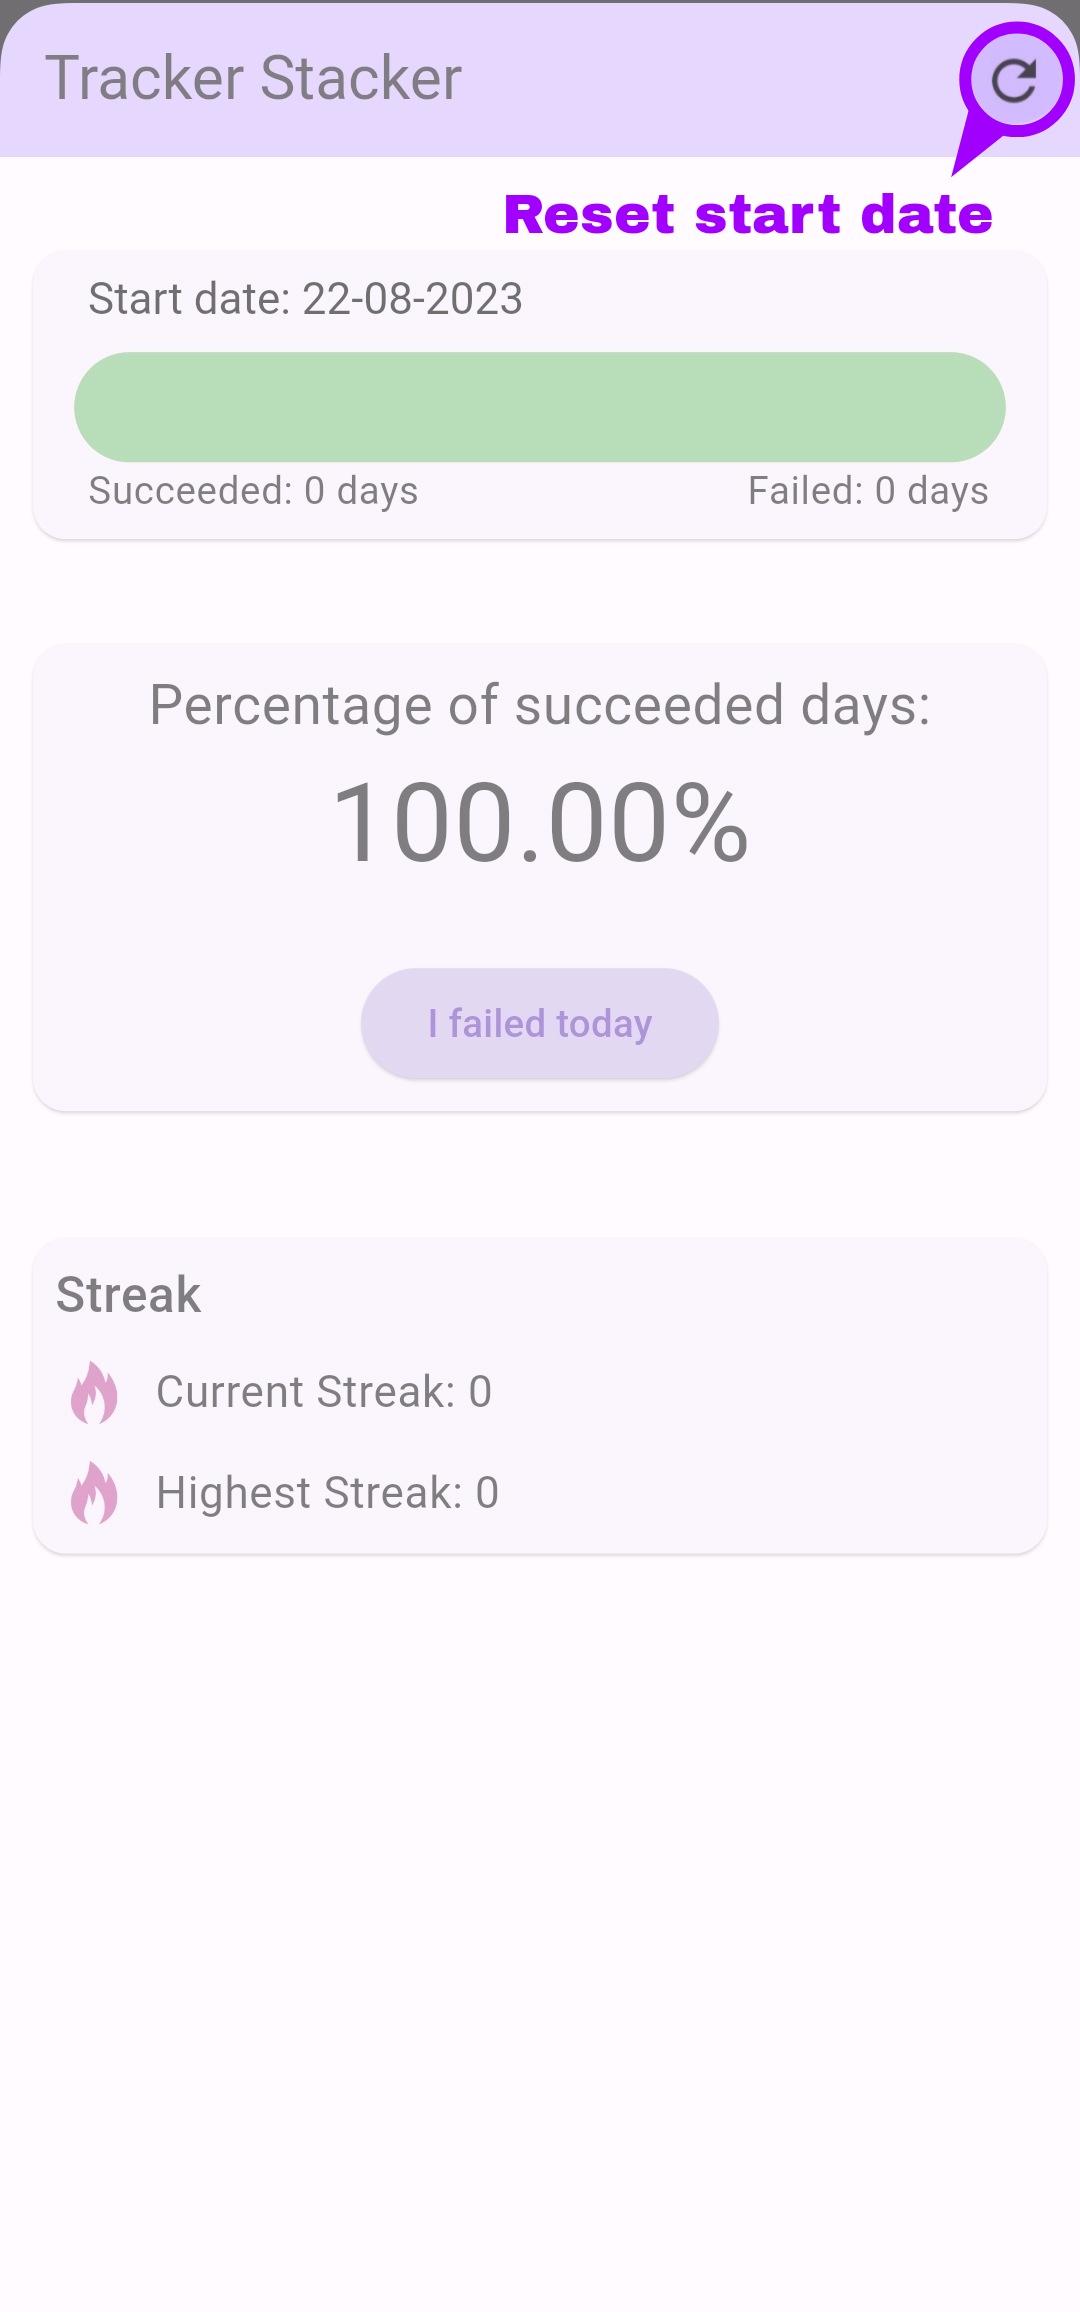 Tracker Stacker
Reset start date
Start date: 22-08-2023
Succeeded: 0 days
Failed: 0 days
Percentage of succeeded days:
100.00%
I failed today
Streak
Current Streak: 0
Highest Streak: 0